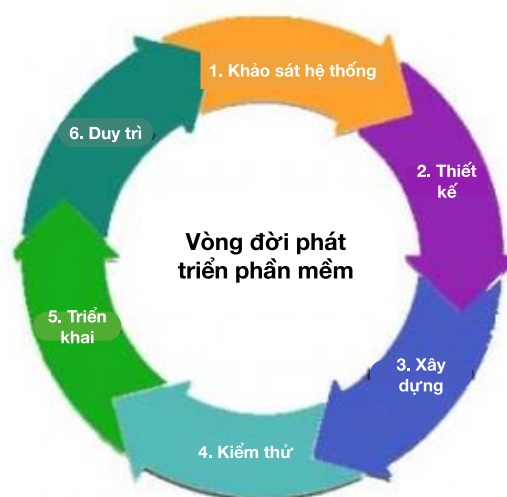 1. Khảo sát hệ thống
2. Thiết
kế
3. Xây
dựng
4. Kiểm thử
5. Triển
khai
6. Duy trì
Vòng đời phát
triển phần mềm